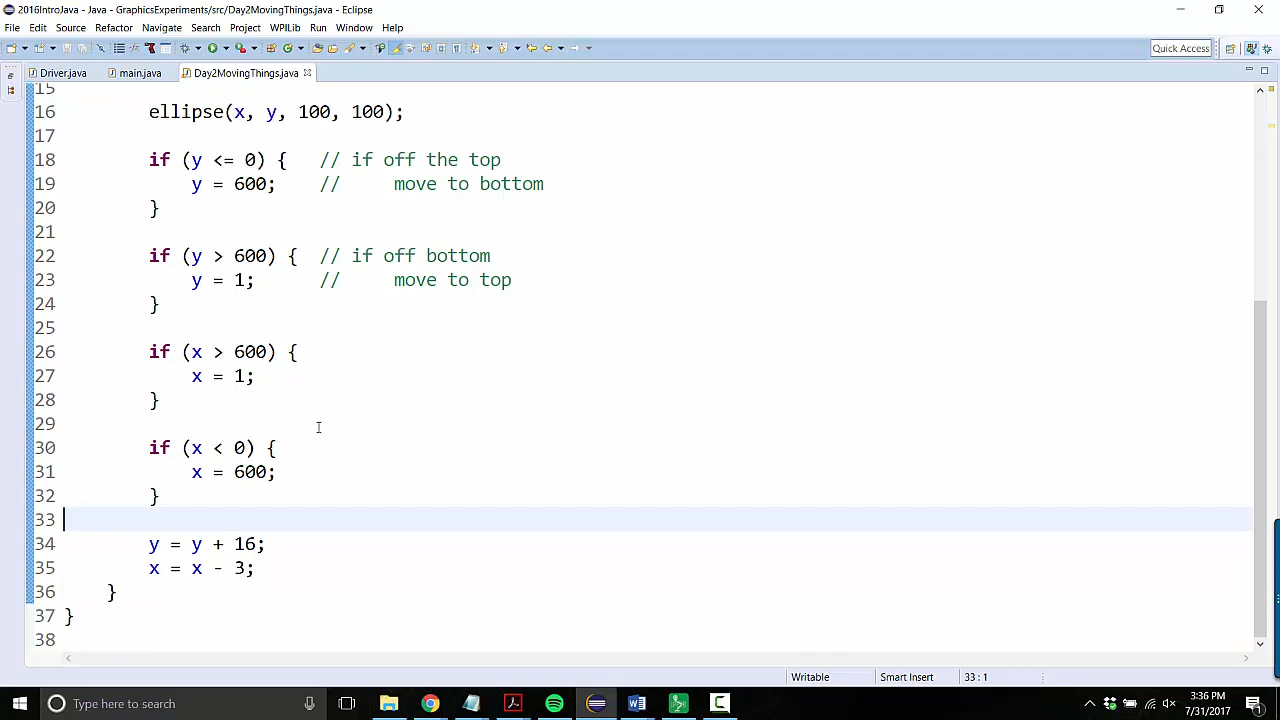 2016IntroJava - Java - GraphicsExperiments/src/Day2MovingThings.java - Eclipse
File Edit Source Refactor Navigate Search Project WPILib Run Window Help
Quick Access
Driver.java main.java Day2MovingThings.java
15
16 ellipse(x, y, 100, 100);
17
18 if (y <= 0) { // if off the top
19 y = 600; // move to bottom
20 }
21
22 if (y > 600) { // if off bottom
23 y = 1; // move to top
24 }
25
26 if (x > 600) {
27 x = 1;
28 }
29
30 if (x < 0) {
31 x = 600;
32 }
33
34 y = y + 16;
35 x = x - 3;
36 }
37 }
38
Writable Smart Insert 33 : 1
Type here to search
3:36 PM
7/31/2017